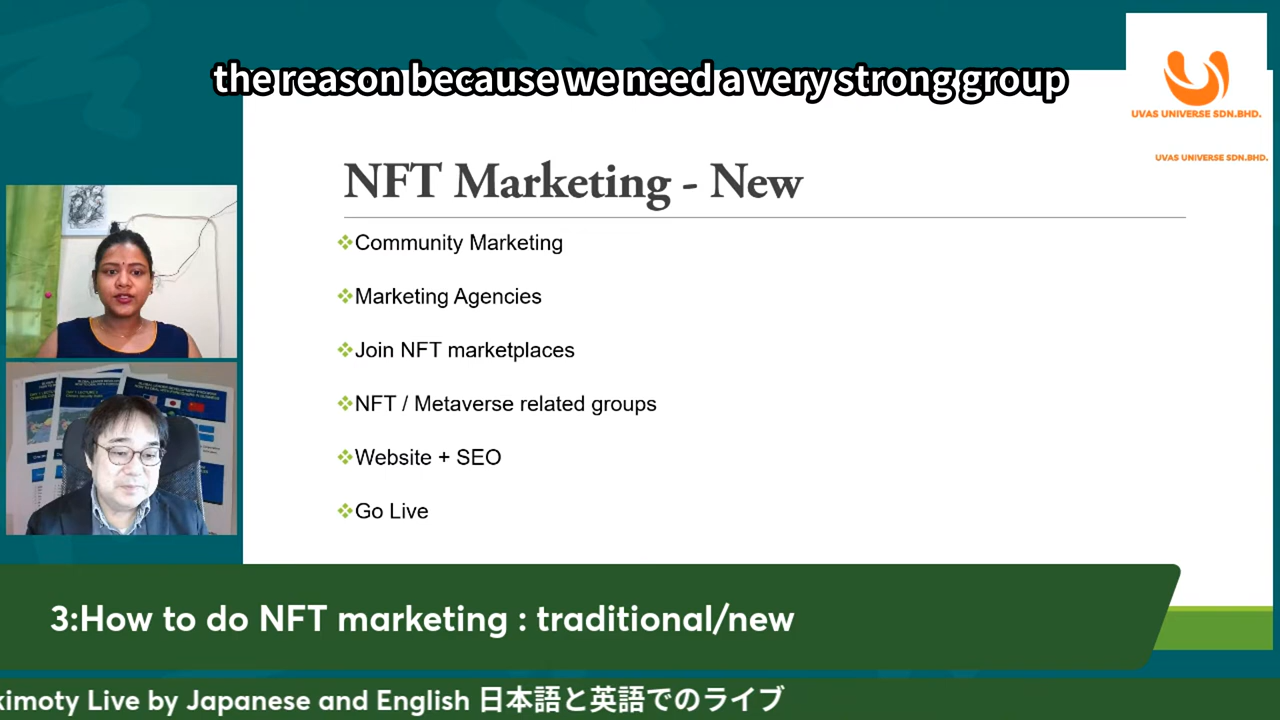 the reason because we need a very strong group
UVAS UNIVERSE SDN.BHD.
UVAS UNIVERSE SDN.BHD.
NFT Marketing - New
Community Marketing
Marketing Agencies
Join NFT marketplaces
NFT / Metaverse related groups
Website + SEO
Go Live
3:How to do NFT marketing : traditional/new
kimoty Live by Japanese and English 日本語と英語でのライブ